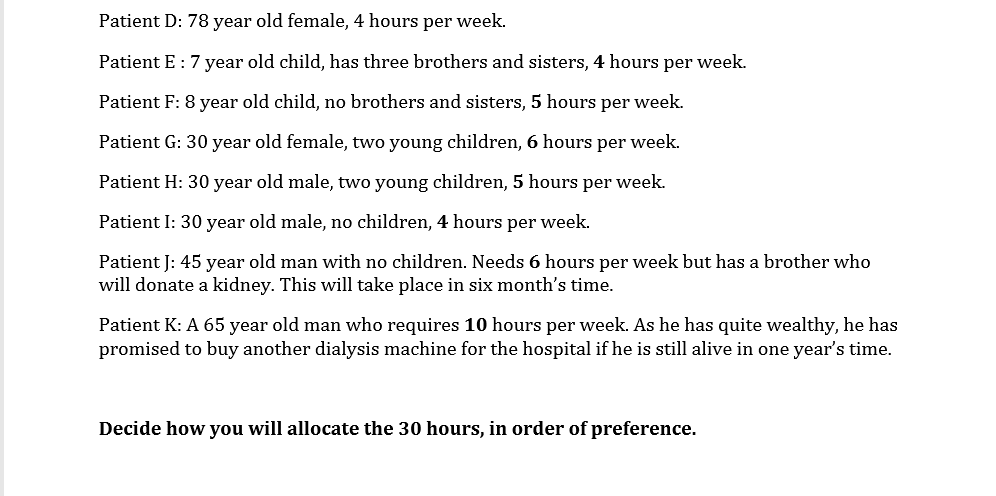 Patient D: 78 year old female, 4 hours per week.
Patient E : 7 year old child, has three brothers and sisters, 4 hours per week.
Patient F: 8 year old child, no brothers and sisters, 5 hours per week.
Patient G: 30 year old female, two young children, 6 hours per week.
Patient H: 30 year old male, two young children, 5 hours per week.
Patient I: 30 year old male, no children, 4 hours per week.
Patient J: 45 year old man with no children. Needs 6 hours per week but has a brother who
will donate a kidney. This will take place in six month's time.
Patient K: A 65 year old man who requires 10 hours per week. As he has quite wealthy, he has
promised to buy another dialysis machine for the hospital if he is still alive in one year's time.
Decide how you will allocate the 30 hours, in order of preference.